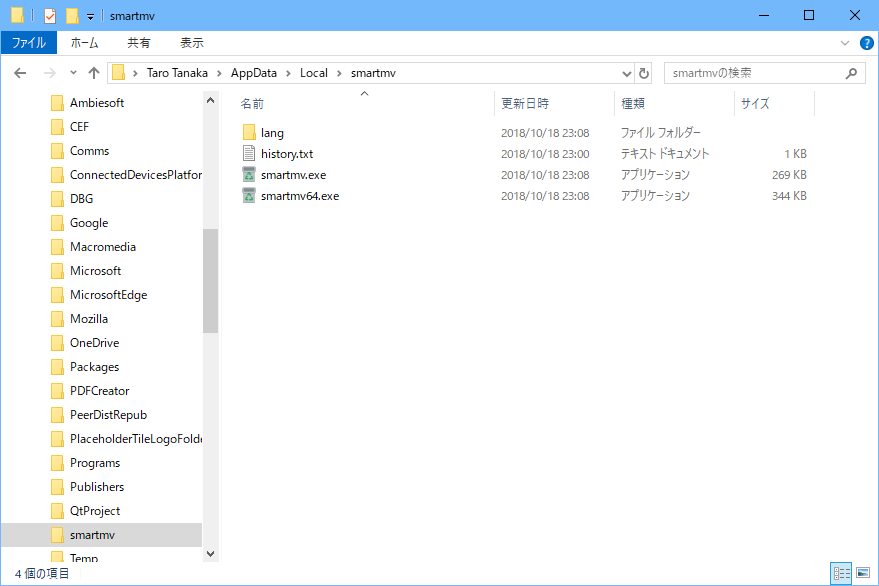 smartmv
ファイル ホーム 共有 表示
Taro Tanaka > AppData > Local > smartmv
smartmvの検索
Ambiesoft
CEF
Comms
ConnectedDevicesPlatfor
DBG
Google
Macromedia
Microsoft
MicrosoftEdge
Mozilla
OneDrive
Packages
PDFCreator
PeerDistRepub
PlaceholderTileLogoFolde
Programs
Publishers
QtProject
smartmv
Temp
名前 更新日時 種類 サイズ
lang 2018/10/18 23:08 ファイル フォルダー
history.txt 2018/10/18 23:00 テキスト ドキュメント 1 KB
smartmv.exe 2018/10/18 23:08 アプリケーション 269 KB
smartmv64.exe 2018/10/18 23:08 アプリケーション 344 KB
4 個の項目